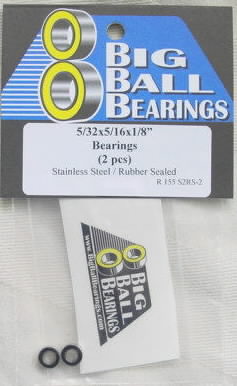 BIG
BALL
BEARINGS
5/32x5/16x1/8"
Bearings
(2 pcs)
Stainless Steel / Rubber Sealed
R 155 S2RS-2
BIG
BALL
BEARINGS
www.BigBallBearings.com